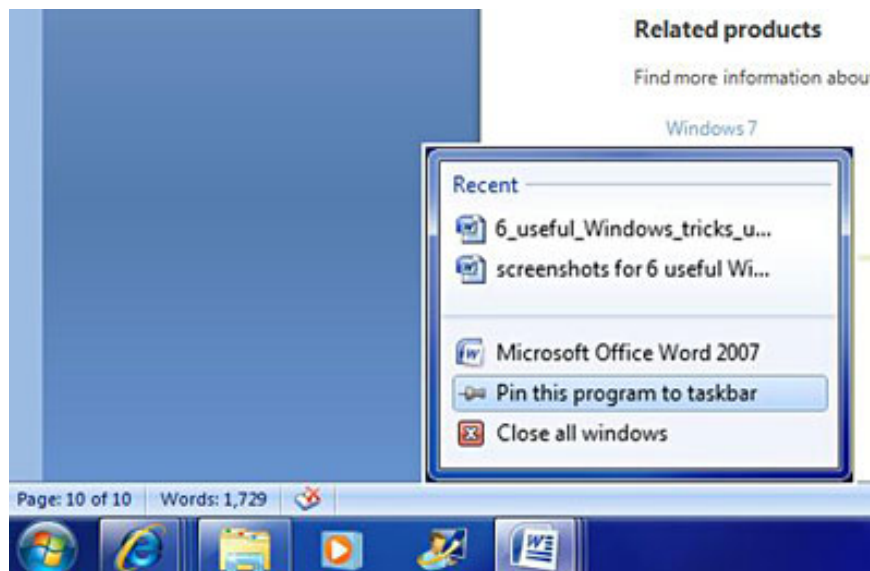 Related products
Find more information abou
Windows 7
Recent
6_useful_Windows_tricks_u...
screenshots for 6 useful Wi...
Microsoft Office Word 2007
Pin this program to taskbar
Close all windows
Page: 10 of 10 Words: 1,729